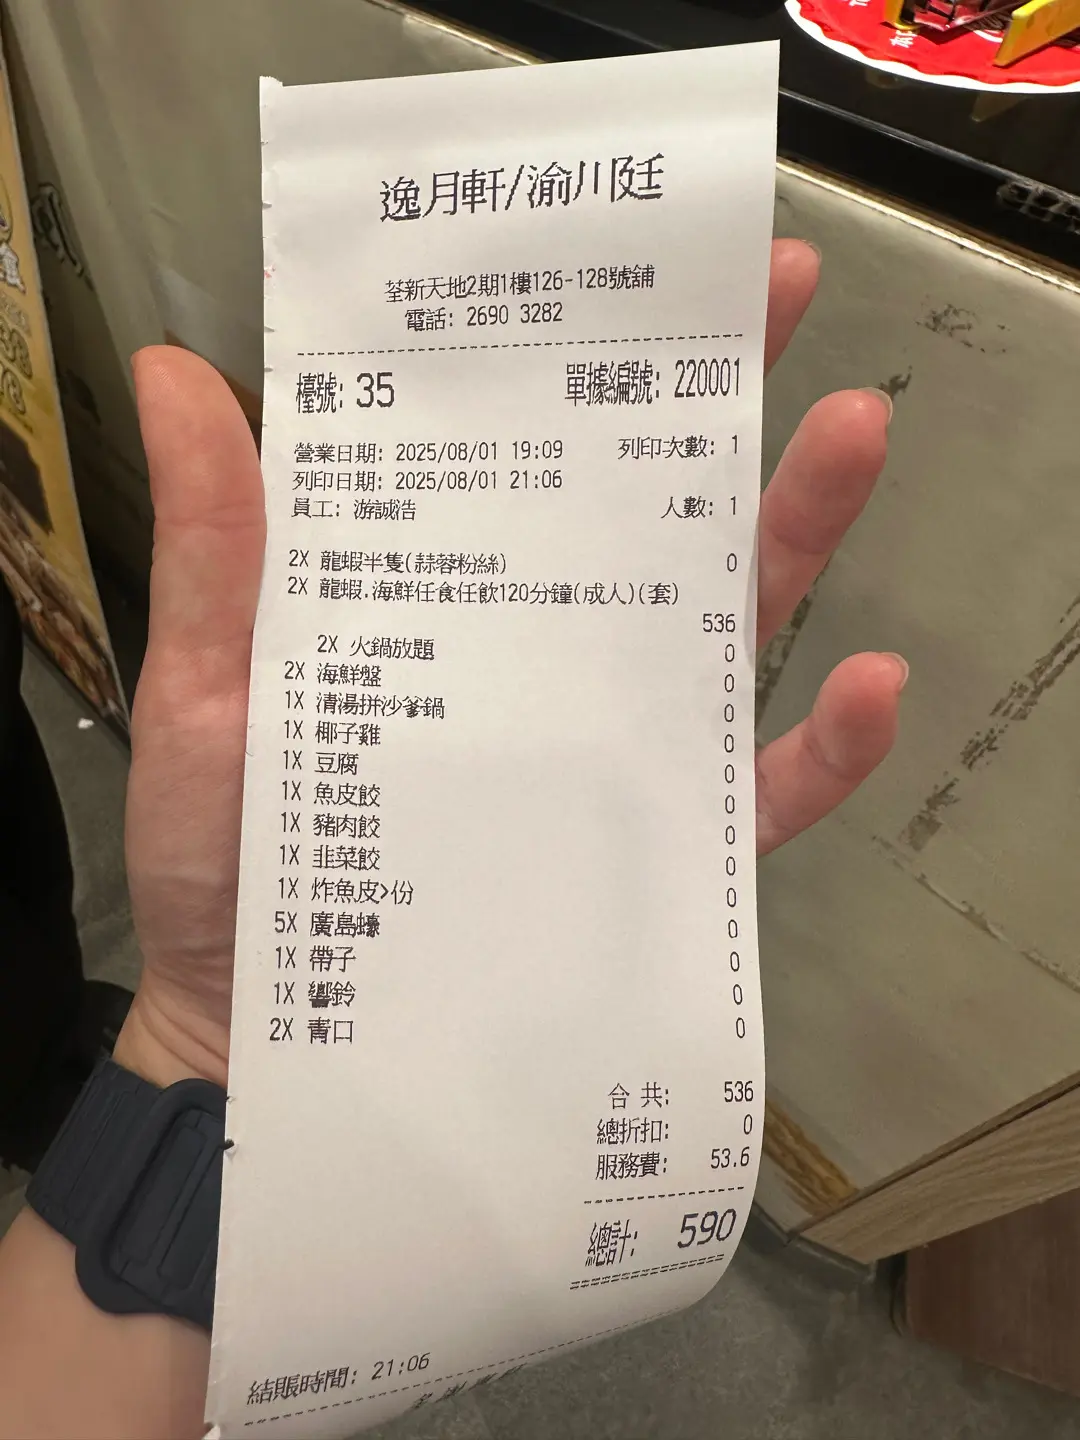 逸月軒/渝川廷
荃新天地2期1樓126-128號舖
電話: 2690 3282
檯號: 35 單據編號: 220001
營業日期: 2025/08/01 19:09 列印次數: 1
列印日期: 2025/08/01 21:06
員工: 游誠浩 人數: 1
2X 龍蝦半隻(蒜蓉粉絲) 0
2X 龍蝦.海鮮任食任飲120分鐘(成人)(套)
536
2X 火鍋放題 0
2X 海鮮盤 0
1X 清湯拼沙爹鍋 0
1X 椰子雞 0
1X 豆腐 0
1X 魚皮餃 0
1X 豬肉餃 0
1X 韭菜餃 0
1X 炸魚皮>份 0
5X 廣島蠔 0
1X 帶子 0
1X 響鈴 0
2X 青口 0
合 共: 536
總折扣: 0
服務費: 53.6
總計: 590
結賬時間: 21:06